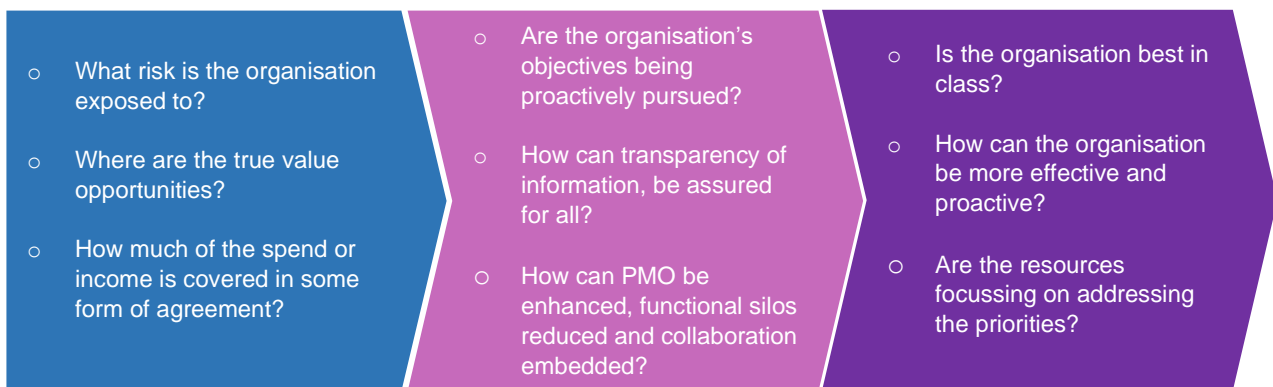 ○ What risk is the organisation
exposed to?
○ Where are the true value
opportunities?
○ How much of the spend or
income is covered in some
form of agreement?
○ Are the organisation’s
objectives being
proactively pursued?
○ How can transparency of
information, be assured
for all?
○ How can PMO be
enhanced, functional silos
reduced and collaboration
embedded?
○ Is the organisation best in
class?
○ How can the organisation
be more effective and
proactive?
○ Are the resources
focussing on addressing
the priorities?